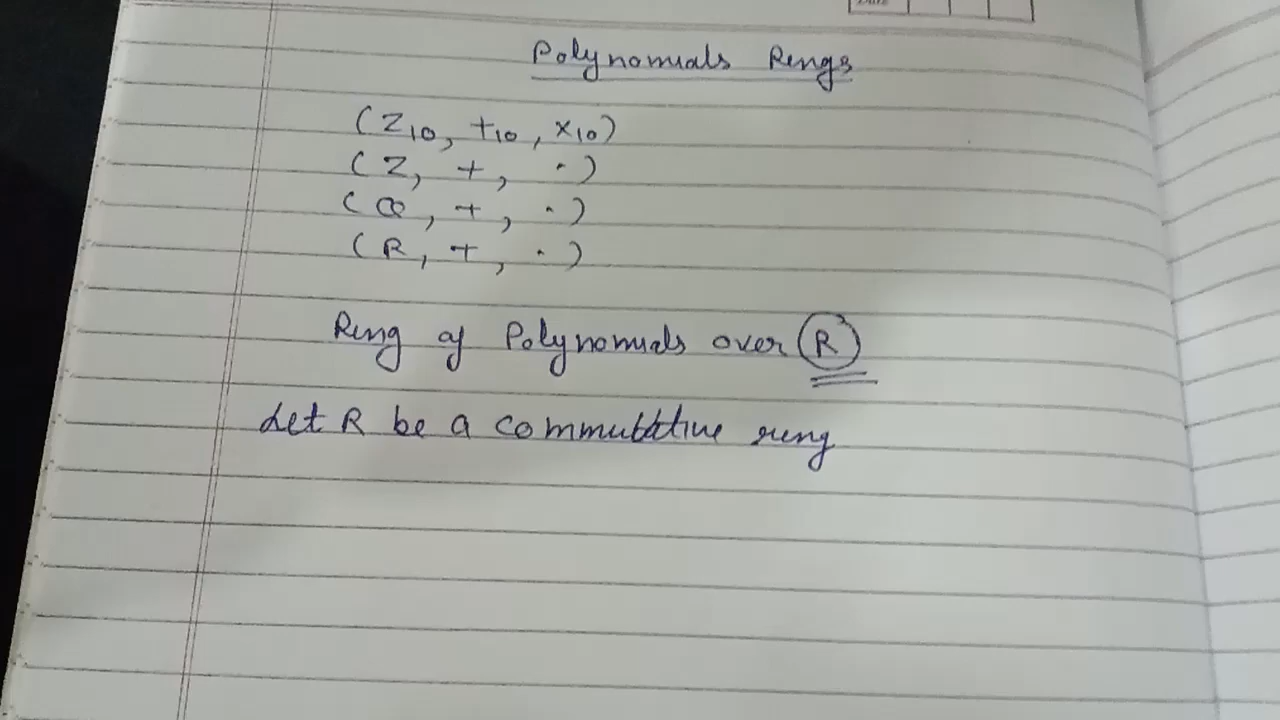 Polynomials Rings
(Z10, +10, x10)
(Z, +, ·)
(Q, +, ·)
(R, +, ·)
Ring of Polynomials over R
Let R be a commutative ring